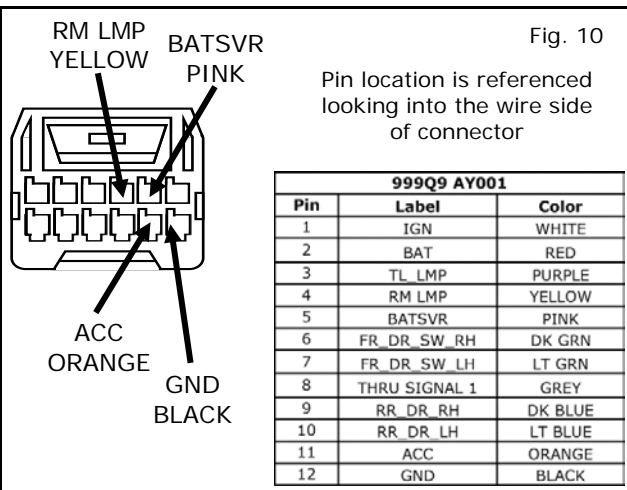 RM LMP
YELLOW
BATSVR
PINK
Fig. 10
Pin location is referenced
looking into the wire side
of connector
ACC
ORANGE
GND
BLACK
999Q9 AY001
Pin Label Color
1 IGN WHITE
2 BAT RED
3 TL_LMP PURPLE
4 RM LMP YELLOW
5 BATSVR PINK
6 FR_DR_SW_RH DK GRN
7 FR_DR_SW_LH LT GRN
8 THRU SIGNAL 1 GREY
9 RR_DR_RH DK BLUE
10 RR_DR_LH LT BLUE
11 ACC ORANGE
12 GND BLACK